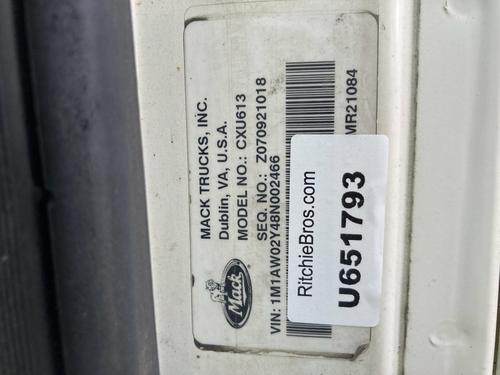 MACK TRUCKS, INC.
Dublin, VA, U.S.A.
MODEL NO.: CXU613
SEQ. NO.: Z070921018
Mack
VIN: 1M1AW02Y48N002466
MR21084
RitchieBros.com
U651793